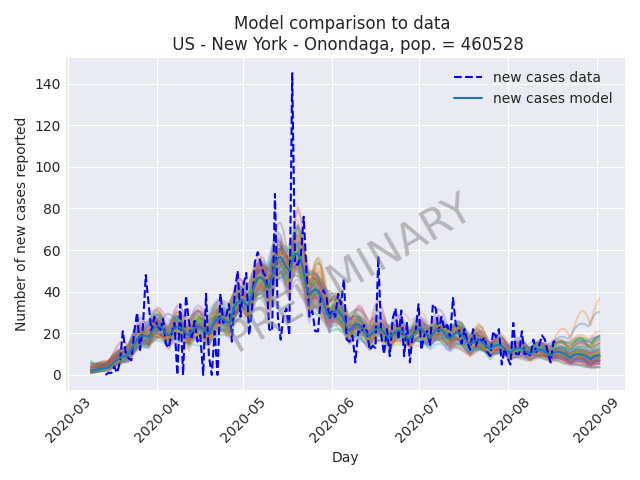 Model comparison to data
US - New York - Onondaga, pop. = 460528
new cases data
new cases model
PRELIMINARY
Number of new cases reported
140
120
100
80
60
40
20
0
2020-03
2020-04
2020-05
2020-06
2020-07
2020-08
2020-09
Day